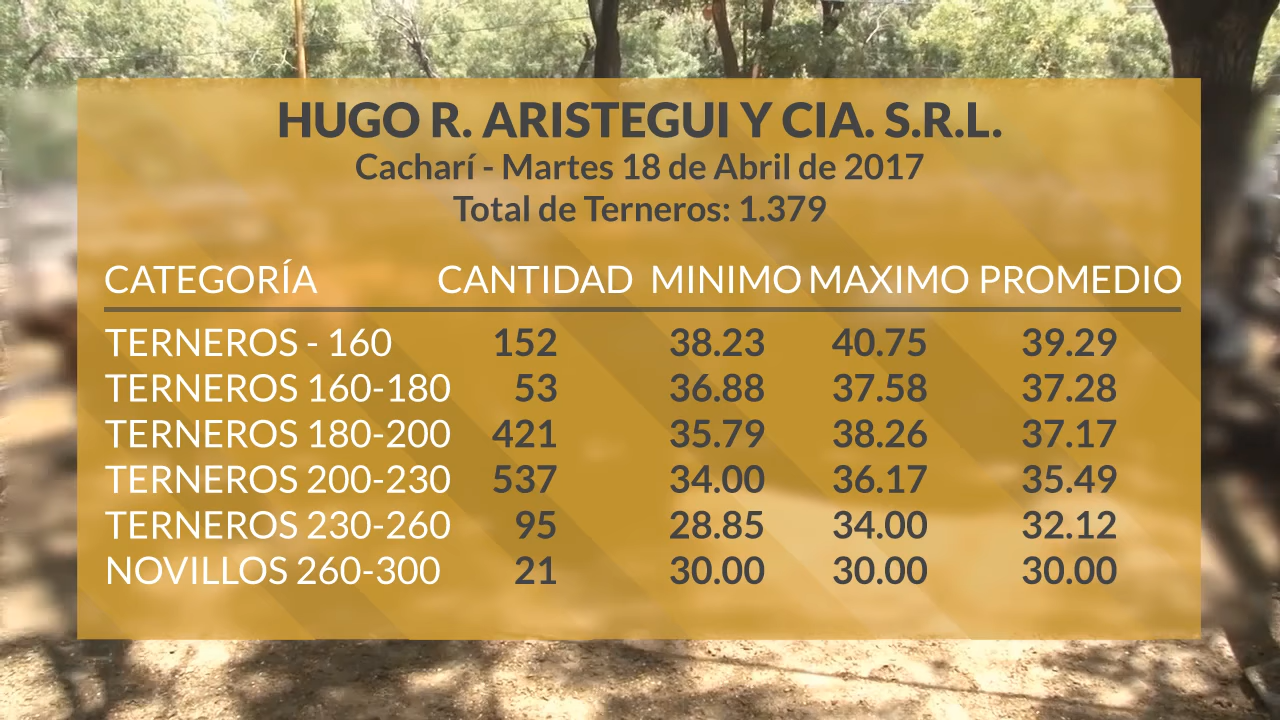 HUGO R. ARISTEGUI Y CIA. S.R.L.
Cacharí - Martes 18 de Abril de 2017
Total de Terneros: 1.379
CATEGORÍA CANTIDAD MINIMO MAXIMO PROMEDIO
TERNEROS - 160 152 38.23 40.75 39.29
TERNEROS 160-180 53 36.88 37.58 37.28
TERNEROS 180-200 421 35.79 38.26 37.17
TERNEROS 200-230 537 34.00 36.17 35.49
TERNEROS 230-260 95 28.85 34.00 32.12
NOVILLOS 260-300 21 30.00 30.00 30.00